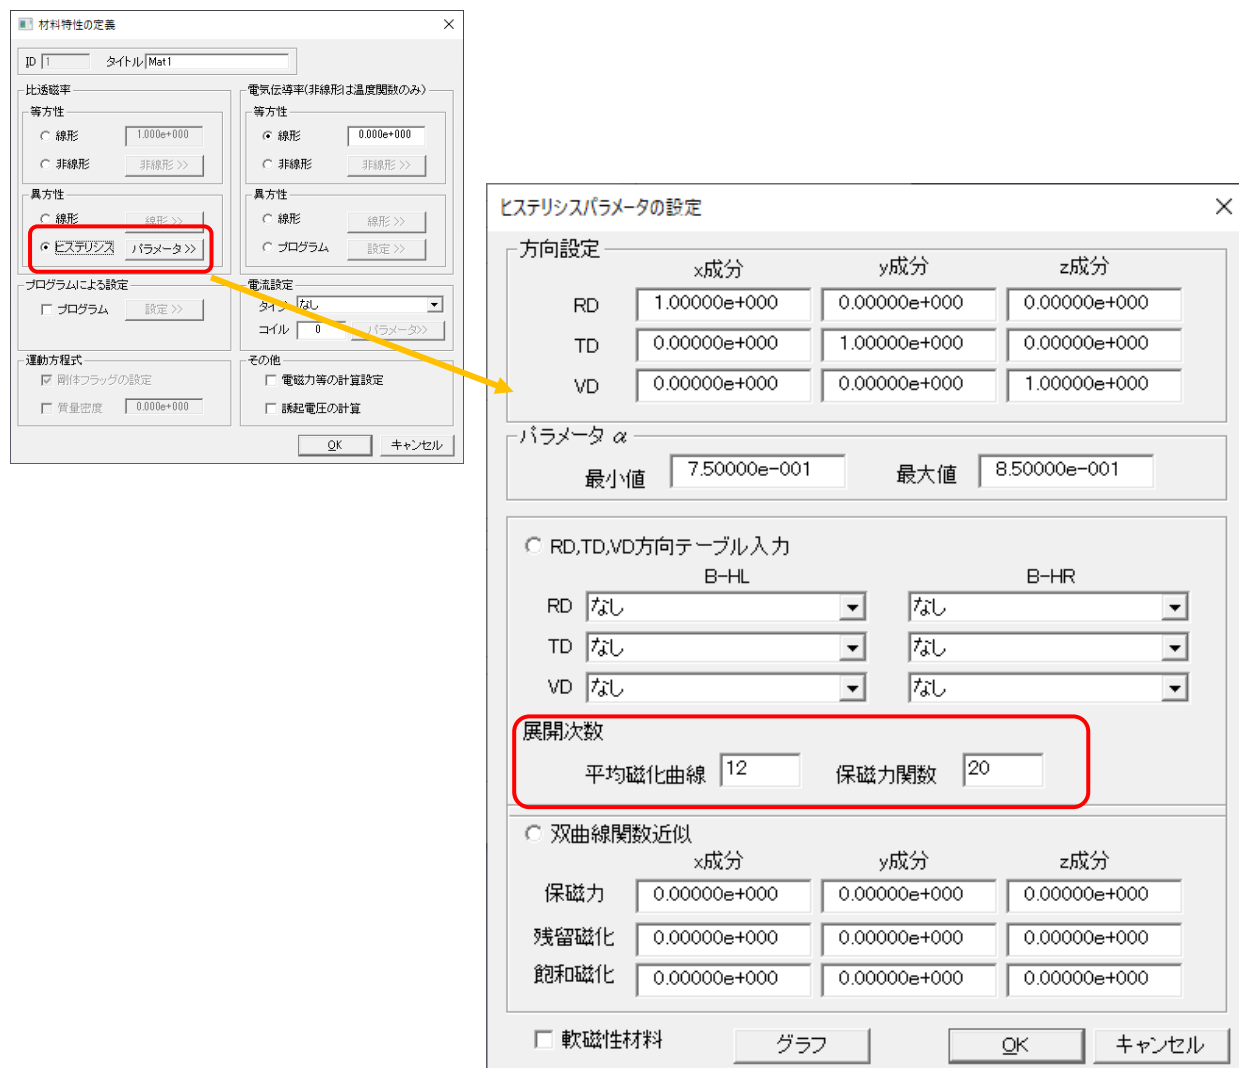 材料特性の定義
ID 1 タイトル Mat1
比透磁率
等方性
線形 1.000e+000
非線形 非線形 >>
異方性
線形 線形 >>
ヒステリシス パラメータ >>
プログラムによる設定
プログラム 設定 >>
運動方程式
剛体フラッグの設定
質量密度 0.000e+000
電気伝導率(非線形は温度関数のみ)
等方性
線形 0.000e+000
非線形 非線形 >>
異方性
線形 線形 >>
プログラム 設定 >>
電流設定
タイプ なし
コイル 0 パラメータ>>
その他
電磁力等の計算設定
誘起電圧の計算
OK キャンセル
ヒステリシスパラメータの設定
方向設定
x成分 y成分 z成分
RD 1.00000e+000 0.00000e+000 0.00000e+000
TD 0.00000e+000 1.00000e+000 0.00000e+000
VD 0.00000e+000 0.00000e+000 1.00000e+000
パラメータ α
最小値 7.50000e-001 最大値 8.50000e-001
RD,TD,VD方向テーブル入力
B-HL B-HR
RD なし なし
TD なし なし
VD なし なし
展開次数
平均磁化曲線 12 保磁力関数 20
双曲線関数近似
x成分 y成分 z成分
保磁力 0.00000e+000 0.00000e+000 0.00000e+000
残留磁化 0.00000e+000 0.00000e+000 0.00000e+000
飽和磁化 0.00000e+000 0.00000e+000 0.00000e+000
軟磁性材料 グラフ OK キャンセル